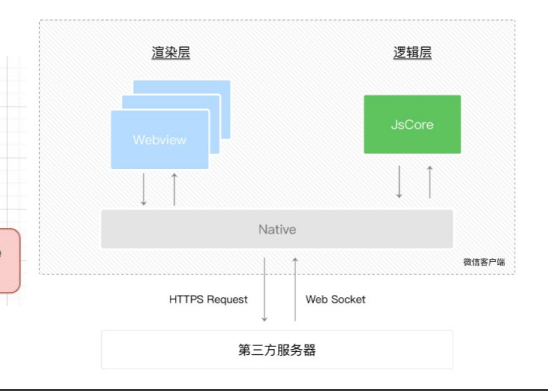 渲染层
逻辑层
Webview
JsCore
Native
微信客户端
HTTPS Request
Web Socket
第三方服务器